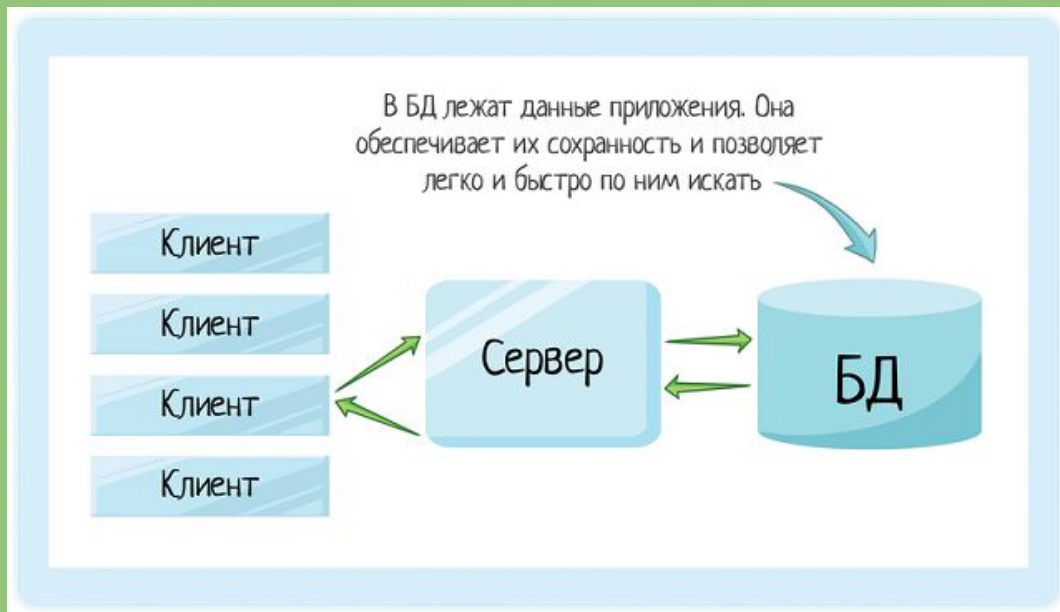 В БД лежат данные приложения. Она
обеспечивает их сохранность и позволяет
легко и быстро по ним искать
Клиент
Клиент
Клиент
Клиент
Сервер
БД